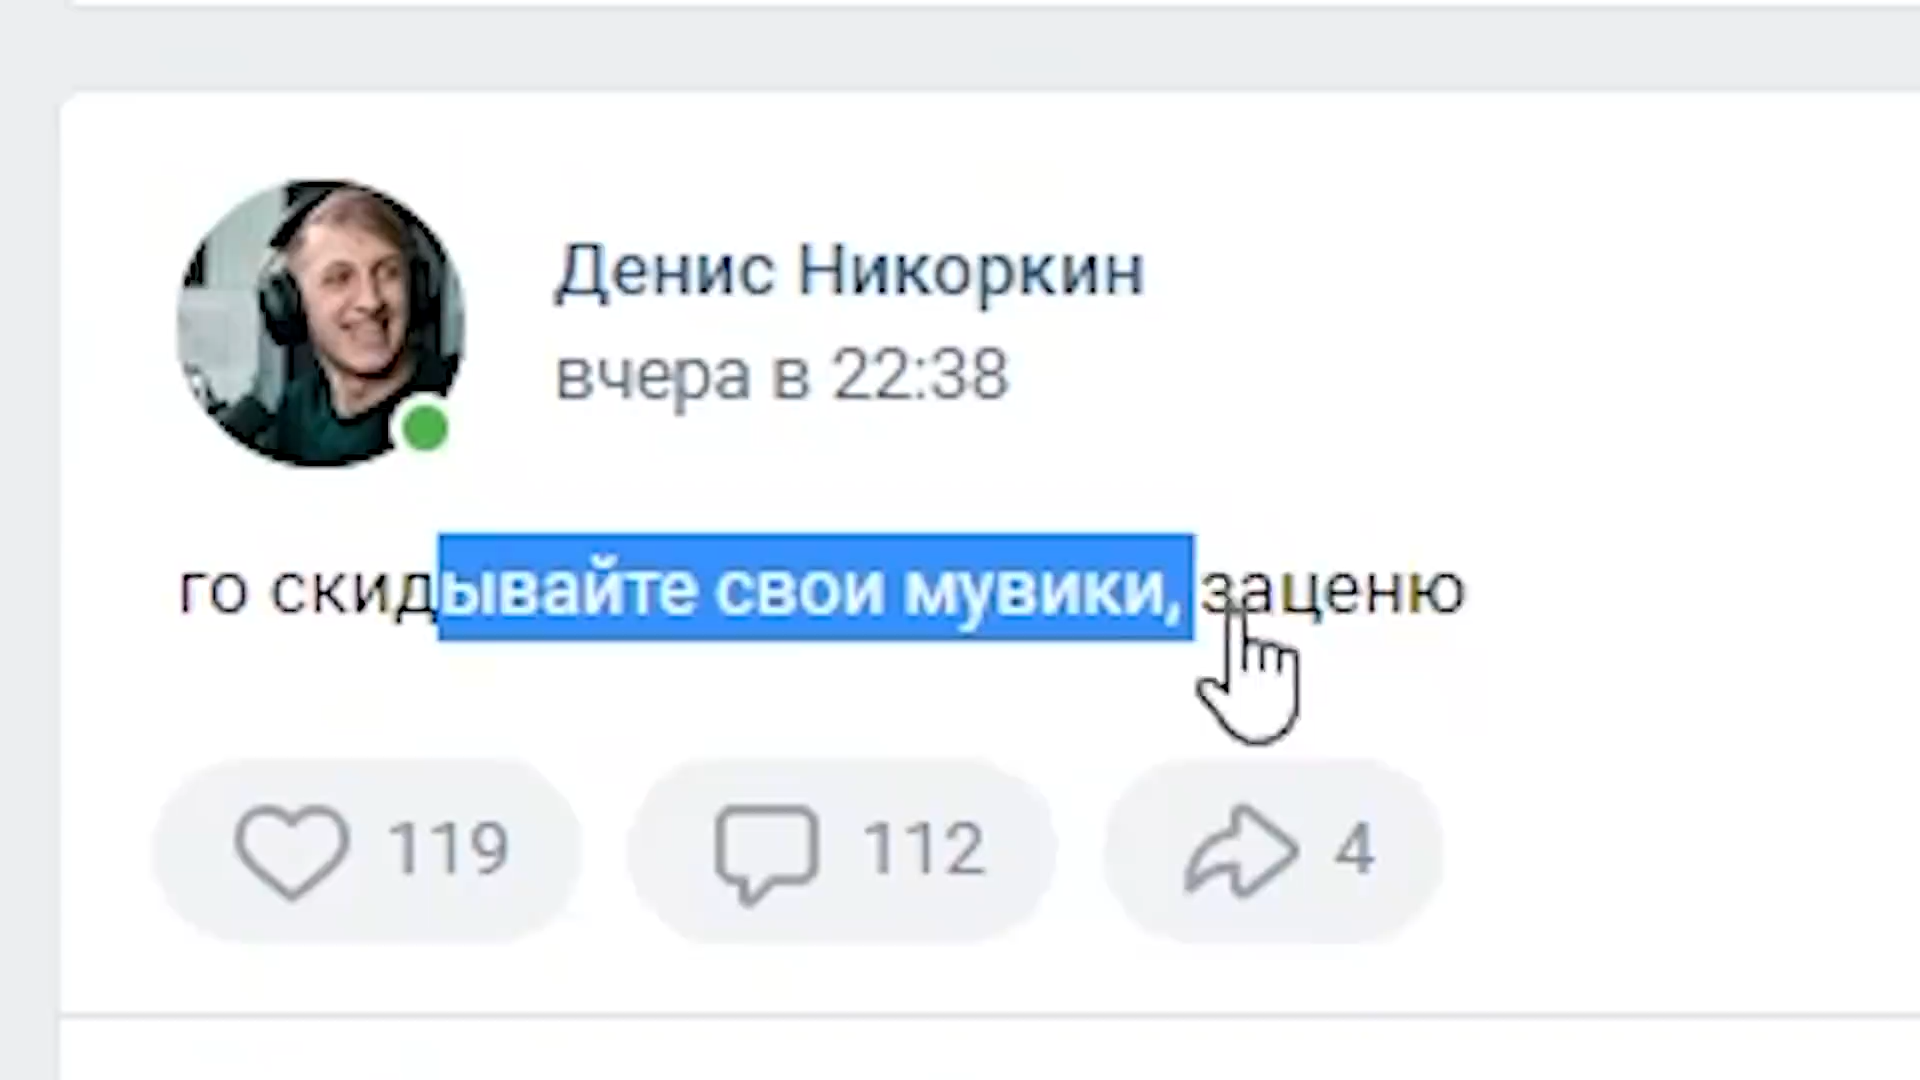 Денис Никоркин
вчера в 22:38
го скидывайте свои мувики, заценю
119 112 4